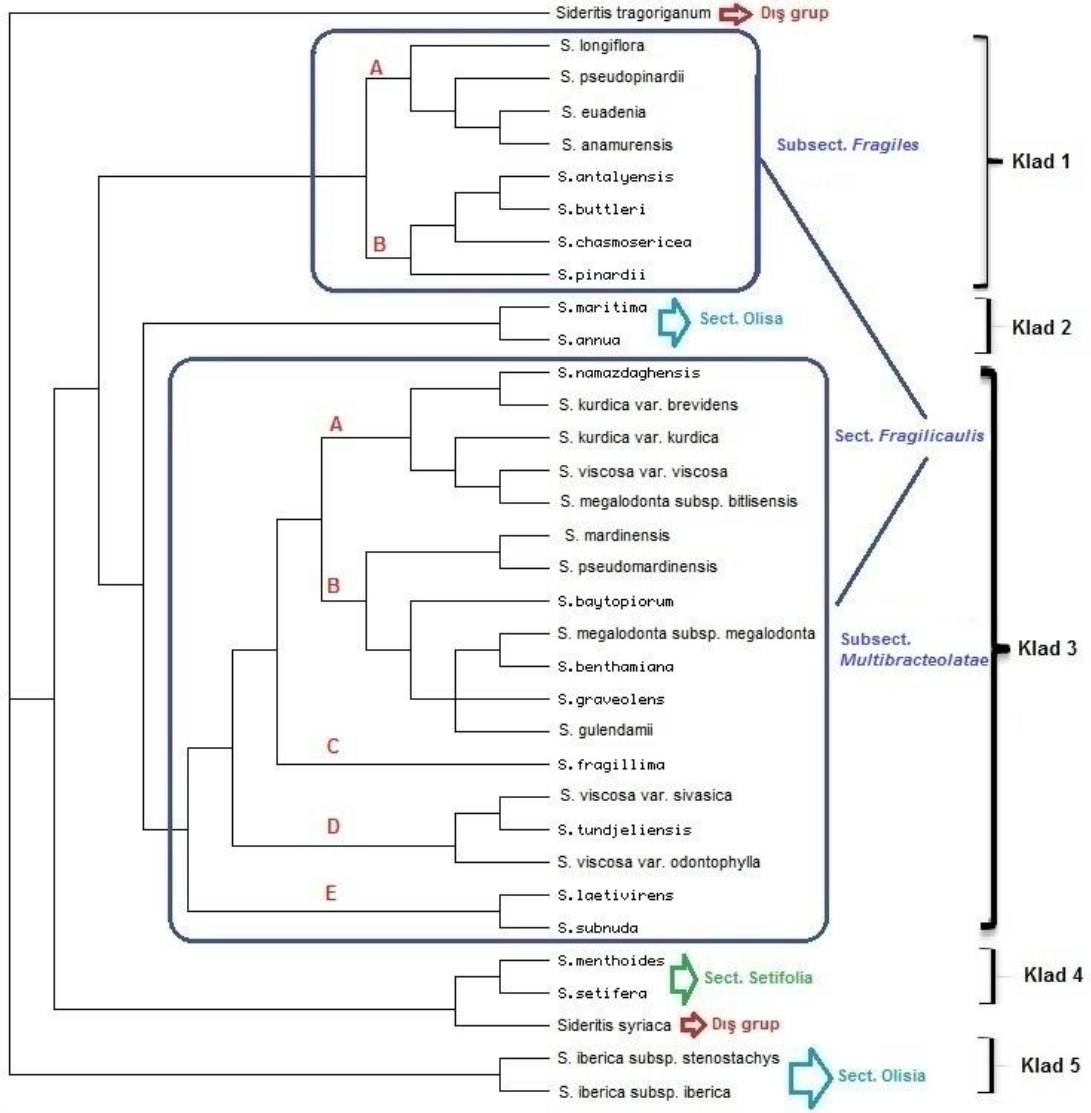 Sideritis tragoriganum Dış grup
S. longiflora
A
S. pseudopinardii
S. euadenia
S. anamurensis
Subsect. Fragiles
Klad 1
S.antalyensis
S.buttleri
B
S.chasmosericea
S.pinardii
S.maritima
Sect. Olisa
Klad 2
S.annua
S.namazdaghensis
S. kurdica var. brevidens
A
S. kurdica var. kurdica
Sect. Fragilicaulis
S. viscosa var. viscosa
S. megalodonta subsp. bitlisensis
S. mardinensis
S. pseudomardinensis
B
S.baytopiorum
S. megalodonta subsp. megalodonta
Subsect.
Multibracteolatae
Klad 3
S.benthamiana
S.graveolens
S. gulendamii
C
S.fragillima
S. viscosa var. sivasica
D
S.tundjeliensis
S. viscosa var. odontophylla
E
S.laetivirens
S.subnuda
S.menthoides
Sect. Setifolia
Klad 4
S.setifera
Sideritis syriaca Dış grup
S. iberica subsp. stenostachys
Sect. Olisia
Klad 5
S. iberica subsp. iberica